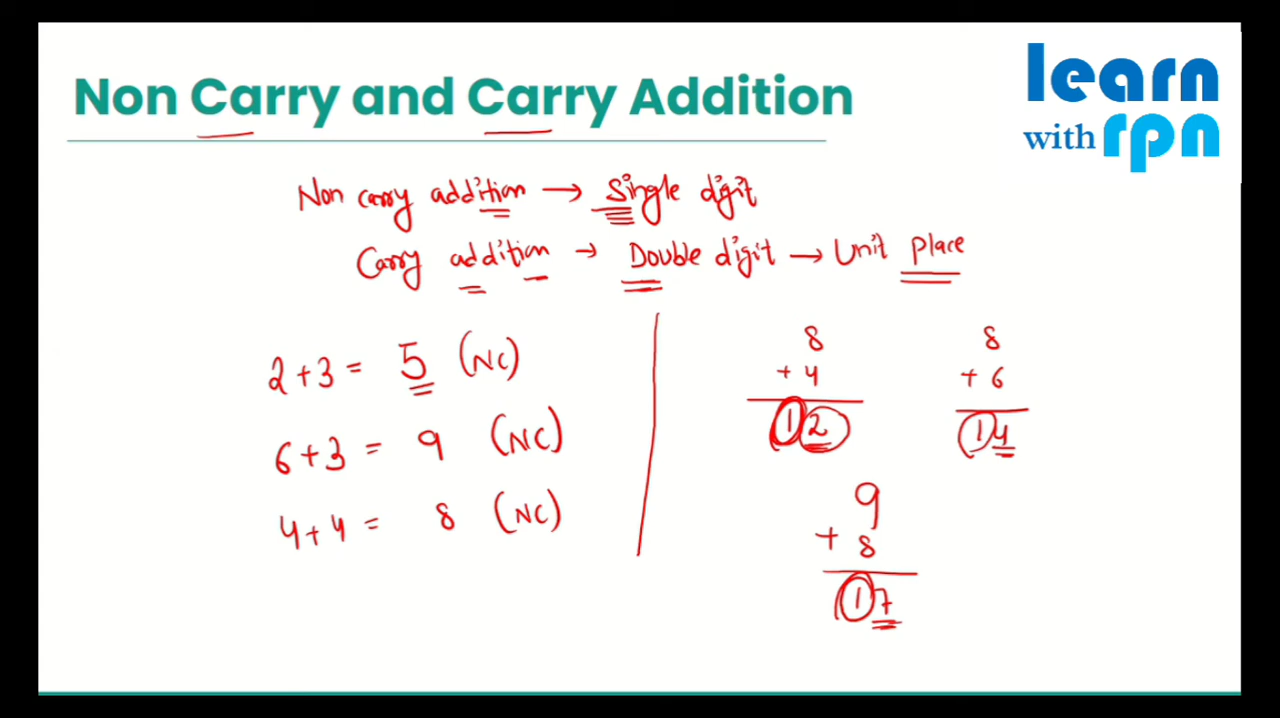 Non Carry and Carry Addition
learn
with rpn
Non carry addition → Single digit
Carry addition → Double digit → Unit Place
2+3 = 5 (NC)
6+3 = 9 (NC)
4+4 = 8 (NC)
8
+ 4
12
8
+ 6
14
9
+ 8
17